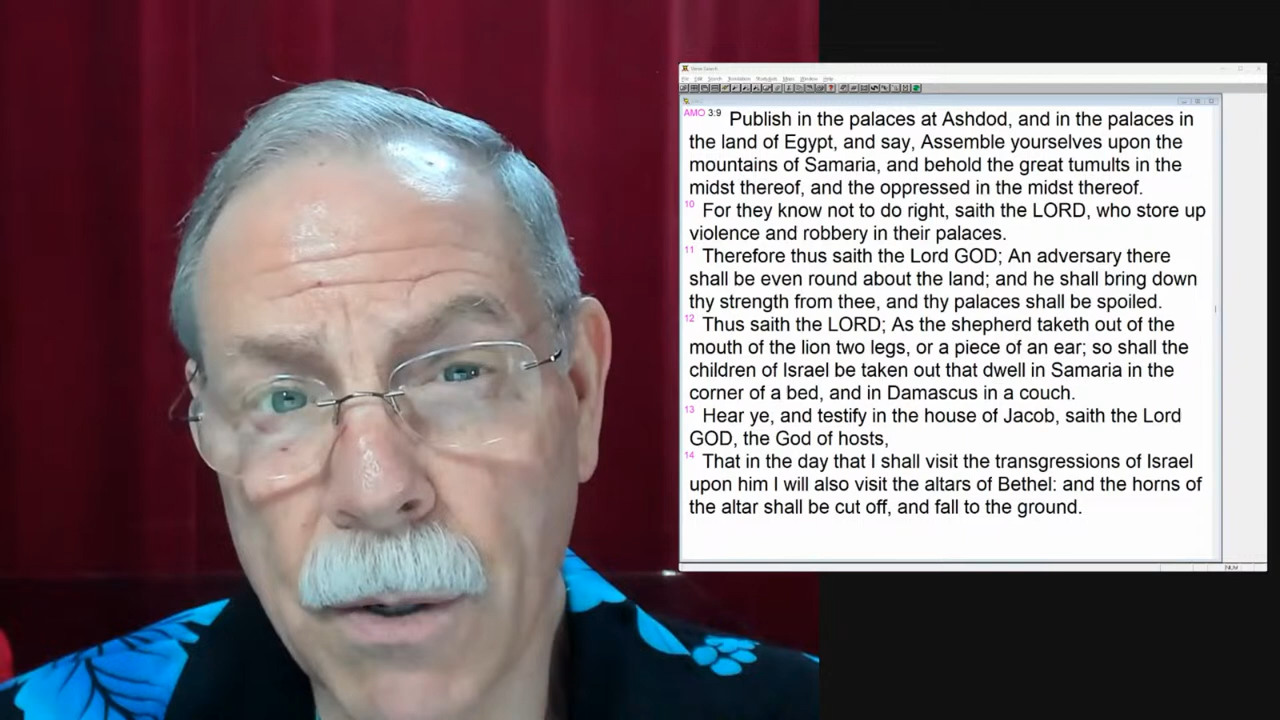 AMO 3:9 Publish in the palaces at Ashdod, and in the palaces in
the land of Egypt, and say, Assemble yourselves upon the
mountains of Samaria, and behold the great tumults in the
midst thereof, and the oppressed in the midst thereof.
10 For they know not to do right, saith the LORD, who store up
violence and robbery in their palaces.
11 Therefore thus saith the Lord GOD; An adversary there
shall be even round about the land; and he shall bring down
thy strength from thee, and thy palaces shall be spoiled.
12 Thus saith the LORD; As the shepherd taketh out of the
mouth of the lion two legs, or a piece of an ear; so shall the
children of Israel be taken out that dwell in Samaria in the
corner of a bed, and in Damascus in a couch.
13 Hear ye, and testify in the house of Jacob, saith the Lord
GOD, the God of hosts,
14 That in the day that I shall visit the transgressions of Israel
upon him I will also visit the altars of Bethel: and the horns of
the altar shall be cut off, and fall to the ground.
NUM